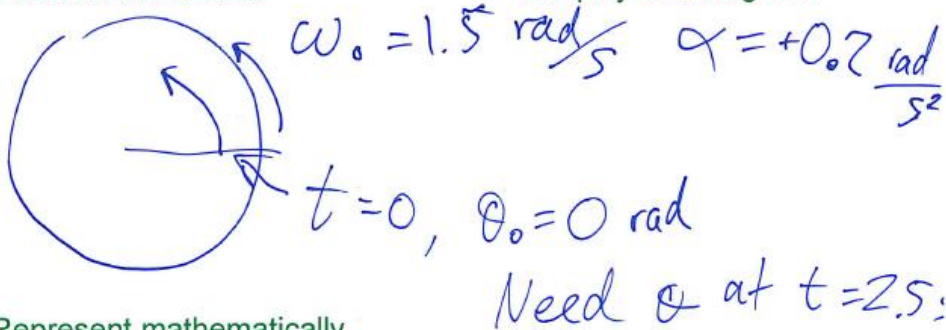 ω₀ = 1.5 rad/s α = +0.2 rad/s²
t = 0, θ₀ = 0 rad
Need θ at t = 2.5
Represent mathematically